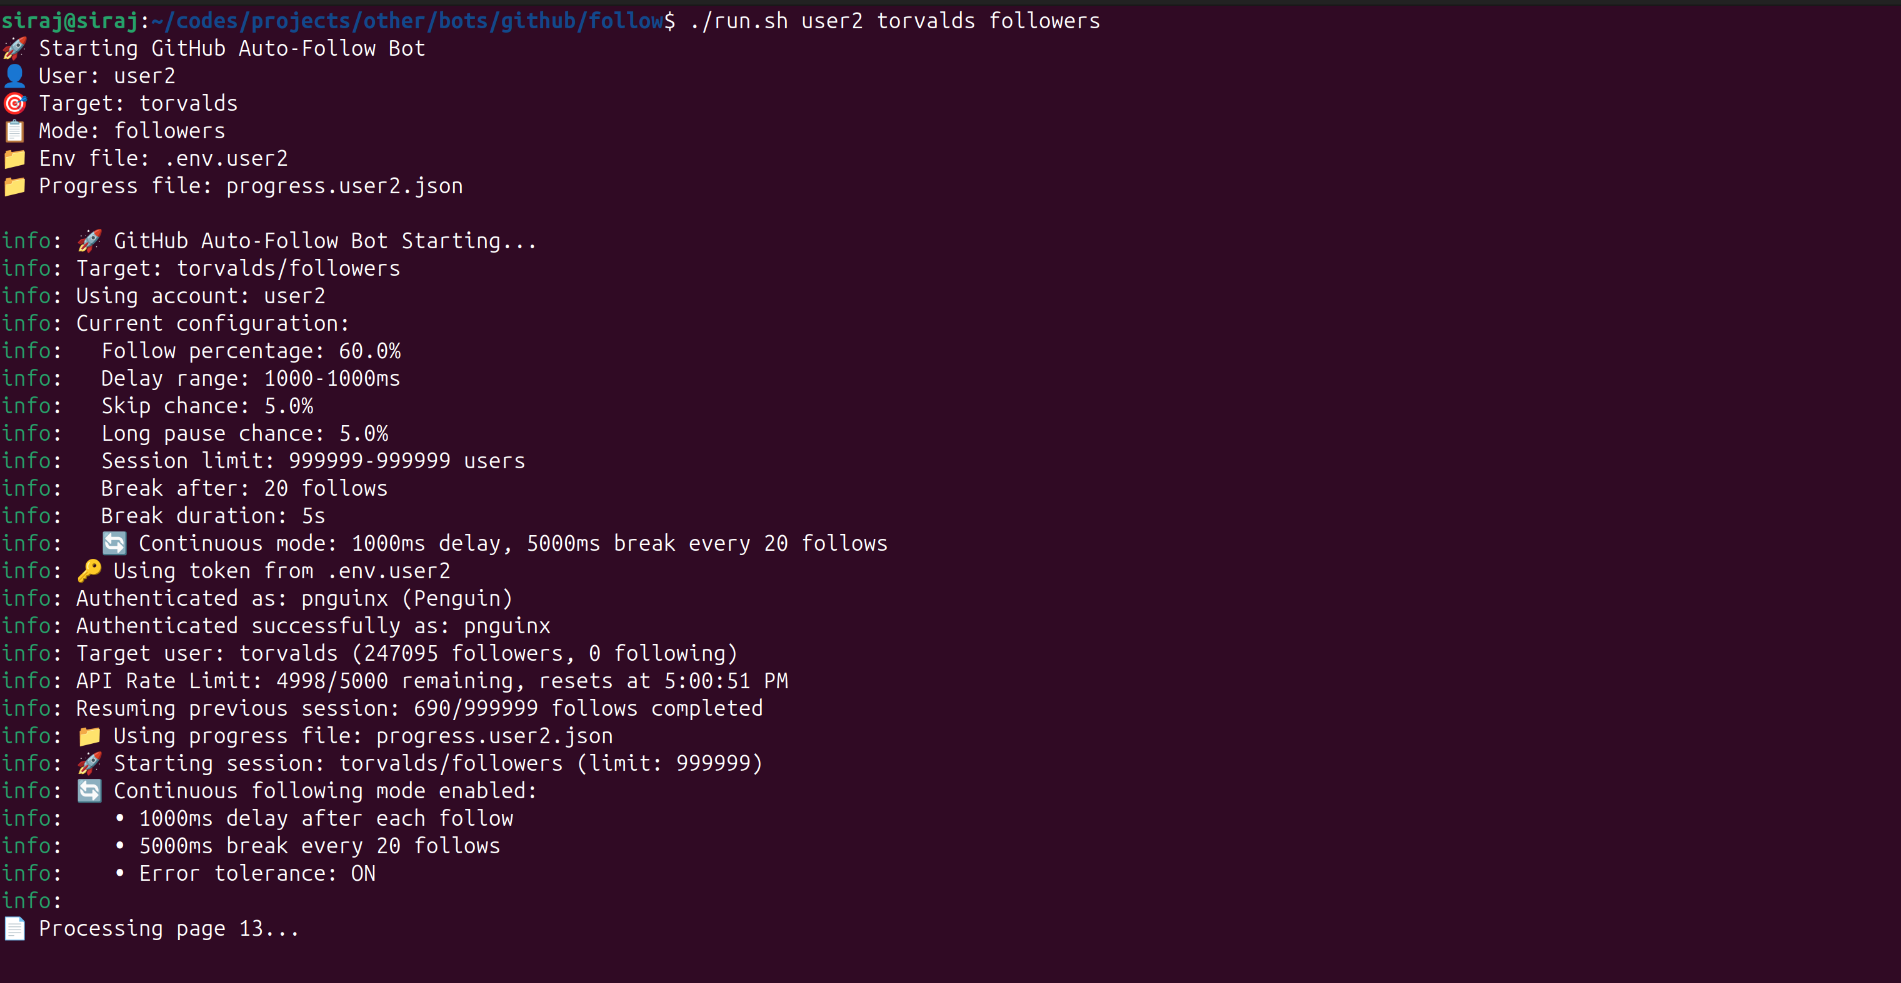 siraj@siraj:~/codes/projects/other/bots/github/follow$ ./run.sh user2 torvalds followers
🚀 Starting GitHub Auto-Follow Bot
👤 User: user2
🎯 Target: torvalds
📋 Mode: followers
📁 Env file: .env.user2
📁 Progress file: progress.user2.json

info: 🚀 GitHub Auto-Follow Bot Starting...
info: Target: torvalds/followers
info: Using account: user2
info: Current configuration:
info:   Follow percentage: 60.0%
info:   Delay range: 1000-1000ms
info:   Skip chance: 5.0%
info:   Long pause chance: 5.0%
info:   Session limit: 999999-999999 users
info:   Break after: 20 follows
info:   Break duration: 5s
info:   🔄 Continuous mode: 1000ms delay, 5000ms break every 20 follows
info: 🔑 Using token from .env.user2
info: Authenticated as: pnguinx (Penguin)
info: Authenticated successfully as: pnguinx
info: Target user: torvalds (247095 followers, 0 following)
info: API Rate Limit: 4998/5000 remaining, resets at 5:00:51 PM
info: Resuming previous session: 690/999999 follows completed
info: 📁 Using progress file: progress.user2.json
info: 🚀 Starting session: torvalds/followers (limit: 999999)
info: 🔄 Continuous following mode enabled:
info:    • 1000ms delay after each follow
info:    • 5000ms break every 20 follows
info:    • Error tolerance: ON
info:
📄 Processing page 13...